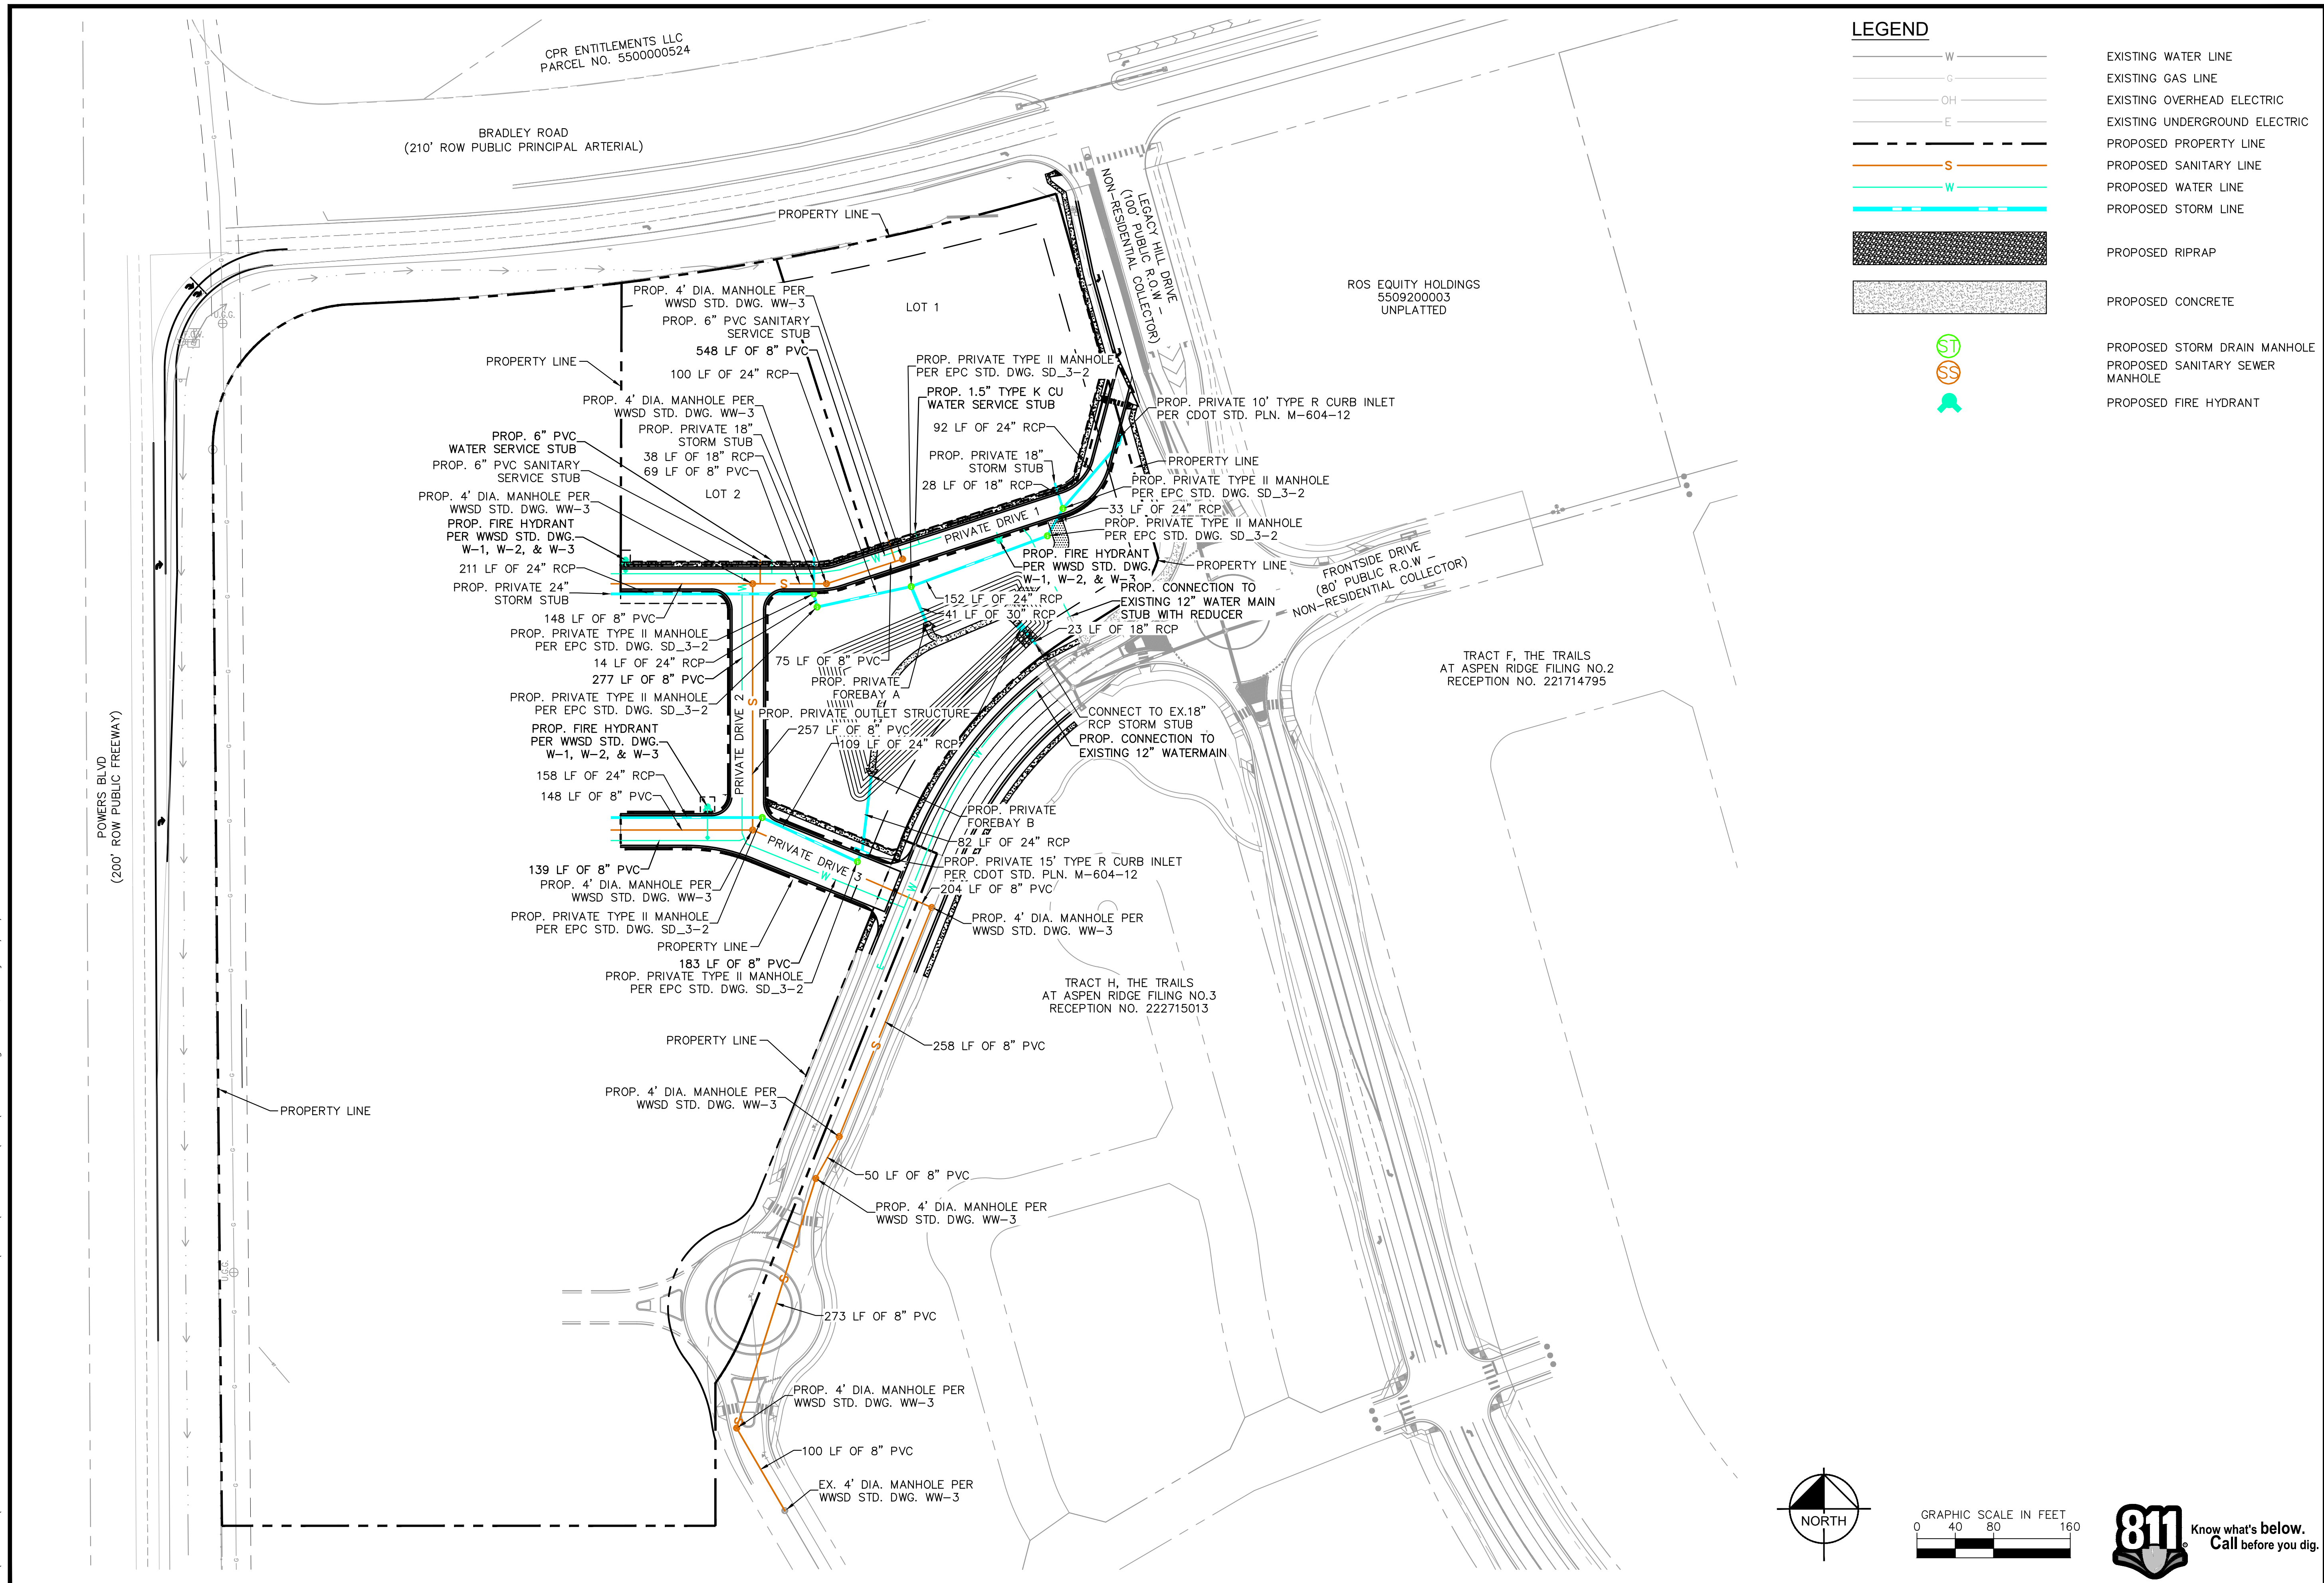 CPR ENTITLEMENTS LLC
PARCEL NO. 5500000524
BRADLEY ROAD
(210' ROW PUBLIC PRINCIPAL ARTERIAL)
PROPERTY LINE
LEGACY HILL DRIVE
(100' PUBLIC R.O.W –
NON-RESIDENTIAL COLLECTOR)
ROS EQUITY HOLDINGS
5509200003
UNPLATTED
LOT 1
PROP. 4' DIA. MANHOLE PER
WWSD STD. DWG. WW-3
PROP. 6" PVC SANITARY
SERVICE STUB
548 LF OF 8" PVC
PROPERTY LINE
100 LF OF 24" RCP
PROP. PRIVATE TYPE II MANHOLE
PER EPC STD. DWG. SD_3-2
PROP. 1.5" TYPE K CU
WATER SERVICE STUB
PROP. 4' DIA. MANHOLE PER
WWSD STD. DWG. WW-3
PROP. PRIVATE 10' TYPE R CURB INLET
PER CDOT STD. PLN. M-604-12
PROP. PRIVATE 18"
STORM STUB
92 LF OF 24" RCP
PROP. 6" PVC
WATER SERVICE STUB
38 LF OF 18" RCP
PROP. PRIVATE 18"
STORM STUB
PROPERTY LINE
PROP. 6" PVC SANITARY
SERVICE STUB
69 LF OF 8" PVC
28 LF OF 18" RCP
PROP. PRIVATE TYPE II MANHOLE
PER EPC STD. DWG. SD_3-2
LOT 2
PROP. 4' DIA. MANHOLE PER
WWSD STD. DWG. WW-3
33 LF OF 24" RCP
PROP. PRIVATE TYPE II MANHOLE
PER EPC STD. DWG. SD_3-2
PRIVATE DRIVE 1
PROP. FIRE HYDRANT
PER WWSD STD. DWG.
W-1, W-2, & W-3
PROP. FIRE HYDRANT
PER WWSD STD. DWG.
W-1, W-2, & W-3
PROPERTY LINE
FRONTSIDE DRIVE
(80' PUBLIC R.O.W –
NON-RESIDENTIAL COLLECTOR)
211 LF OF 24" RCP
PROP. PRIVATE 24"
STORM STUB
PROP. CONNECTION TO
EXISTING 12" WATER MAIN
STUB WITH REDUCER
152 LF OF 24" RCP
41 LF OF 30" RCP
148 LF OF 8" PVC
23 LF OF 18" RCP
PROP. PRIVATE TYPE II MANHOLE
PER EPC STD. DWG. SD_3-2
14 LF OF 24" RCP
75 LF OF 8" PVC
277 LF OF 8" PVC
PROP. PRIVATE
FOREBAY A
PROP. PRIVATE TYPE II MANHOLE
PER EPC STD. DWG. SD_3-2
PROP. PRIVATE OUTLET STRUCTURE
CONNECT TO EX.18"
RCP STORM STUB
PROP. FIRE HYDRANT
PER WWSD STD. DWG.
W-1, W-2, & W-3
257 LF OF 8" PVC
109 LF OF 24" RCP
PROP. CONNECTION TO
EXISTING 12" WATERMAIN
PRIVATE DRIVE 2
158 LF OF 24" RCP
148 LF OF 8" PVC
PROP. PRIVATE
FOREBAY B
82 LF OF 24" RCP
PRIVATE DRIVE 3
PROP. PRIVATE 15' TYPE R CURB INLET
PER CDOT STD. PLN. M-604-12
139 LF OF 8" PVC
PROP. 4' DIA. MANHOLE PER
WWSD STD. DWG. WW-3
204 LF OF 8" PVC
PROP. PRIVATE TYPE II MANHOLE
PER EPC STD. DWG. SD_3-2
PROP. 4' DIA. MANHOLE PER
WWSD STD. DWG. WW-3
PROPERTY LINE
183 LF OF 8" PVC
PROP. PRIVATE TYPE II MANHOLE
PER EPC STD. DWG. SD_3-2
TRACT F, THE TRAILS
AT ASPEN RIDGE FILING NO.2
RECEPTION NO. 221714795
TRACT H, THE TRAILS
AT ASPEN RIDGE FILING NO.3
RECEPTION NO. 222715013
POWERS BLVD
(200' ROW PUBLIC FREEWAY)
PROPERTY LINE
258 LF OF 8" PVC
PROP. 4' DIA. MANHOLE PER
WWSD STD. DWG. WW-3
PROPERTY LINE
50 LF OF 8" PVC
PROP. 4' DIA. MANHOLE PER
WWSD STD. DWG. WW-3
273 LF OF 8" PVC
PROP. 4' DIA. MANHOLE PER
WWSD STD. DWG. WW-3
100 LF OF 8" PVC
EX. 4' DIA. MANHOLE PER
WWSD STD. DWG. WW-3
U.G.G.
U.G.G.
LEGEND
W EXISTING WATER LINE
G EXISTING GAS LINE
OH EXISTING OVERHEAD ELECTRIC
E EXISTING UNDERGROUND ELECTRIC
PROPOSED PROPERTY LINE
S PROPOSED SANITARY LINE
W PROPOSED WATER LINE
PROPOSED STORM LINE
PROPOSED RIPRAP
PROPOSED CONCRETE
ST PROPOSED STORM DRAIN MANHOLE
SS PROPOSED SANITARY SEWER
MANHOLE
PROPOSED FIRE HYDRANT
NORTH
GRAPHIC SCALE IN FEET
0 40 80 160
811
Know what's below.
Call before you dig.